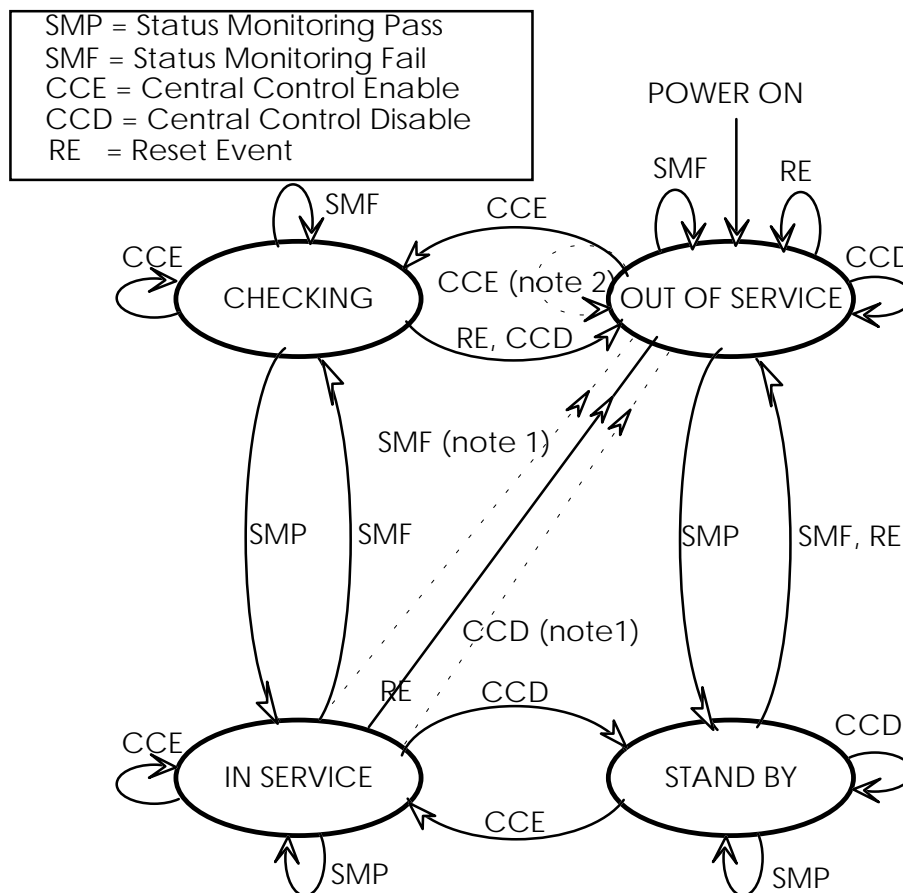 SMP = Status Monitoring Pass
SMF = Status Monitoring Fail
CCE = Central Control Enable
CCD = Central Control Disable
RE = Reset Event
POWER ON
SMF
SMF
RE
CCE
CCE
CCD
CHECKING
CCE (note 2)
OUT OF SERVICE
RE, CCD
SMF (note 1)
SMP
SMF
SMP
SMF, RE
CCD (note1)
RE
CCD
CCE
CCD
IN SERVICE
STAND BY
CCE
SMP
SMP